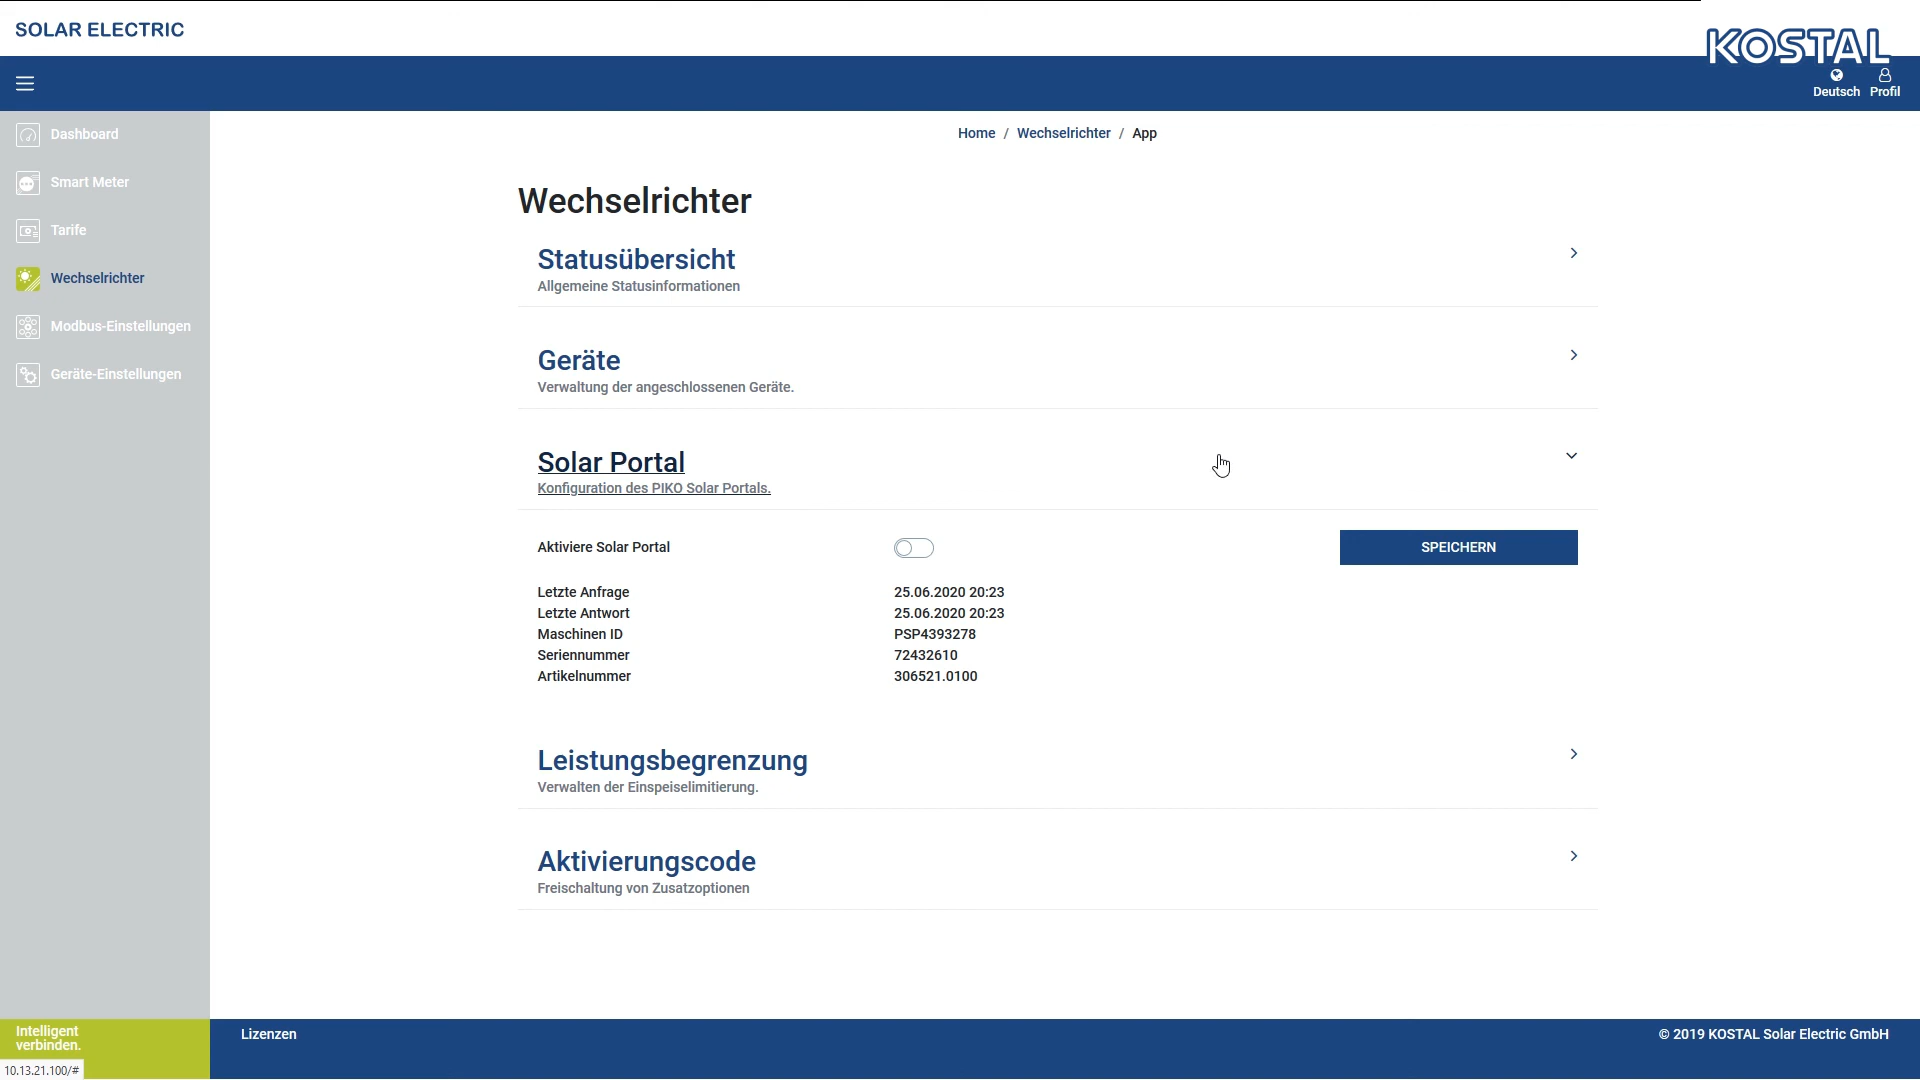 SOLAR ELECTRIC
KOSTAL
Deutsch Profil
Dashboard
Smart Meter
Tarife
Wechselrichter
Modbus-Einstellungen
Geräte-Einstellungen
Home / Wechselrichter / App
Wechselrichter
Statusübersicht
Allgemeine Statusinformationen
Geräte
Verwaltung der angeschlossenen Geräte.
Solar Portal
Konfiguration des PIKO Solar Portals.
Aktiviere Solar Portal
SPEICHERN
Letzte Anfrage 25.06.2020 20:23
Letzte Antwort 25.06.2020 20:23
Maschinen ID PSP4393278
Seriennummer 72432610
Artikelnummer 306521.0100
Leistungsbegrenzung
Verwalten der Einspeiselimitierung.
Aktivierungscode
Freischaltung von Zusatzoptionen
Intelligent
verbinden.
Lizenzen
© 2019 KOSTAL Solar Electric GmbH
10.13.21.100/#